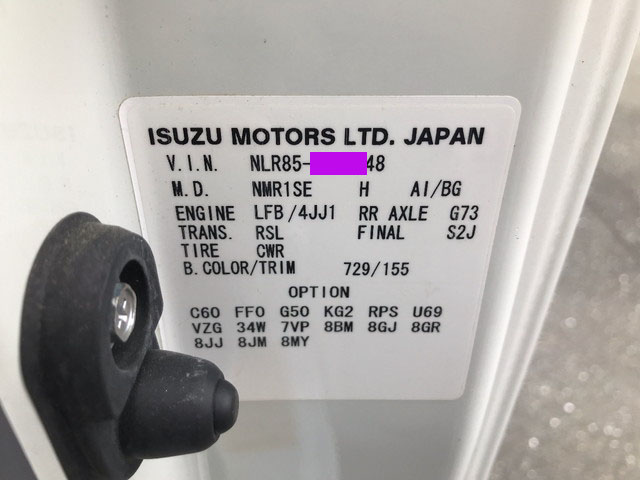 ISUZU MOTORS LTD. JAPAN
V.I.N. NLR85- 48
M.D. NMR1SE H AI/BG
ENGINE LFB/4JJ1 RR AXLE G73
TRANS. RSL FINAL S2J
TIRE CWR
B.COLOR/TRIM 729/155
OPTION
C60 FF0 G50 KG2 RPS U69
VZG 34W 7VP 8BM 8GJ 8GR
8JJ 8JM 8MY